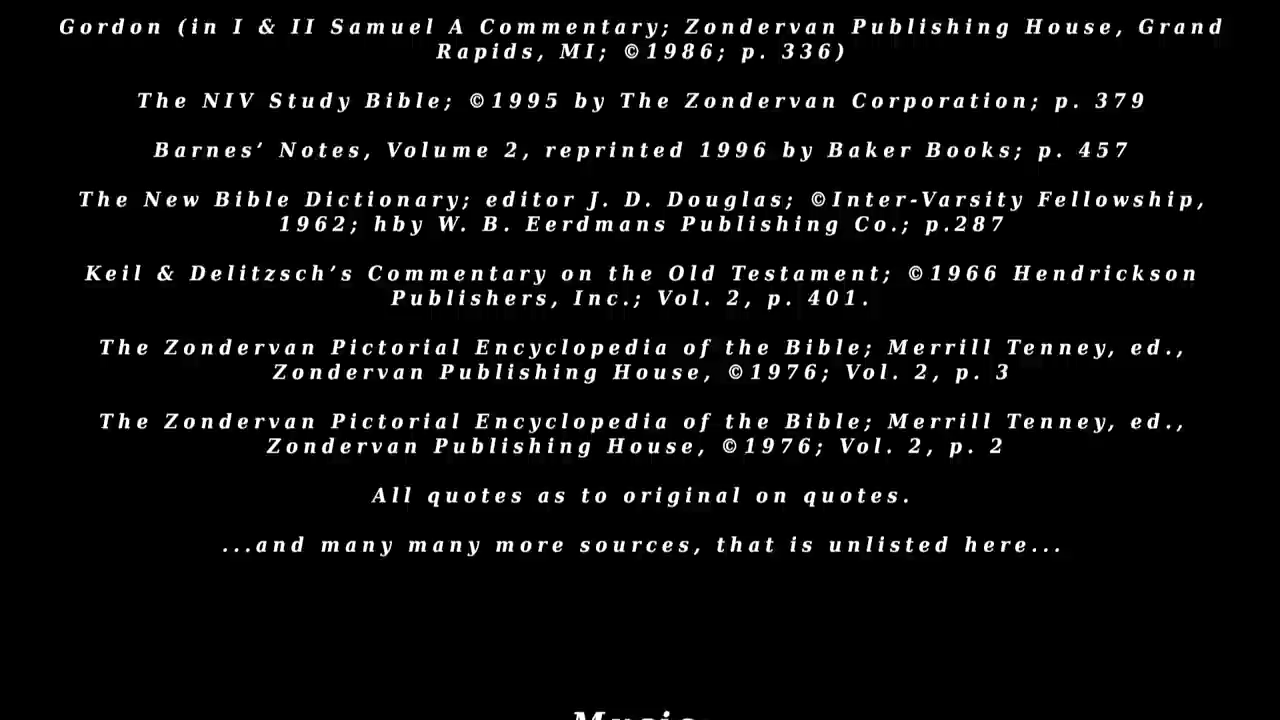 Gordon (in I & II Samuel A Commentary; Zondervan Publishing House, Grand
Rapids, MI; ©1986; p. 336)
The NIV Study Bible; ©1995 by The Zondervan Corporation; p. 379
Barnes’ Notes, Volume 2, reprinted 1996 by Baker Books; p. 457
The New Bible Dictionary; editor J. D. Douglas; ©Inter-Varsity Fellowship,
1962; hby W. B. Eerdmans Publishing Co.; p.287
Keil & Delitzsch’s Commentary on the Old Testament; ©1966 Hendrickson
Publishers, Inc.; Vol. 2, p. 401.
The Zondervan Pictorial Encyclopedia of the Bible; Merrill Tenney, ed.,
Zondervan Publishing House, ©1976; Vol. 2, p. 3
The Zondervan Pictorial Encyclopedia of the Bible; Merrill Tenney, ed.,
Zondervan Publishing House, ©1976; Vol. 2, p. 2
All quotes as to original on quotes.
...and many many more sources, that is unlisted here...
Music